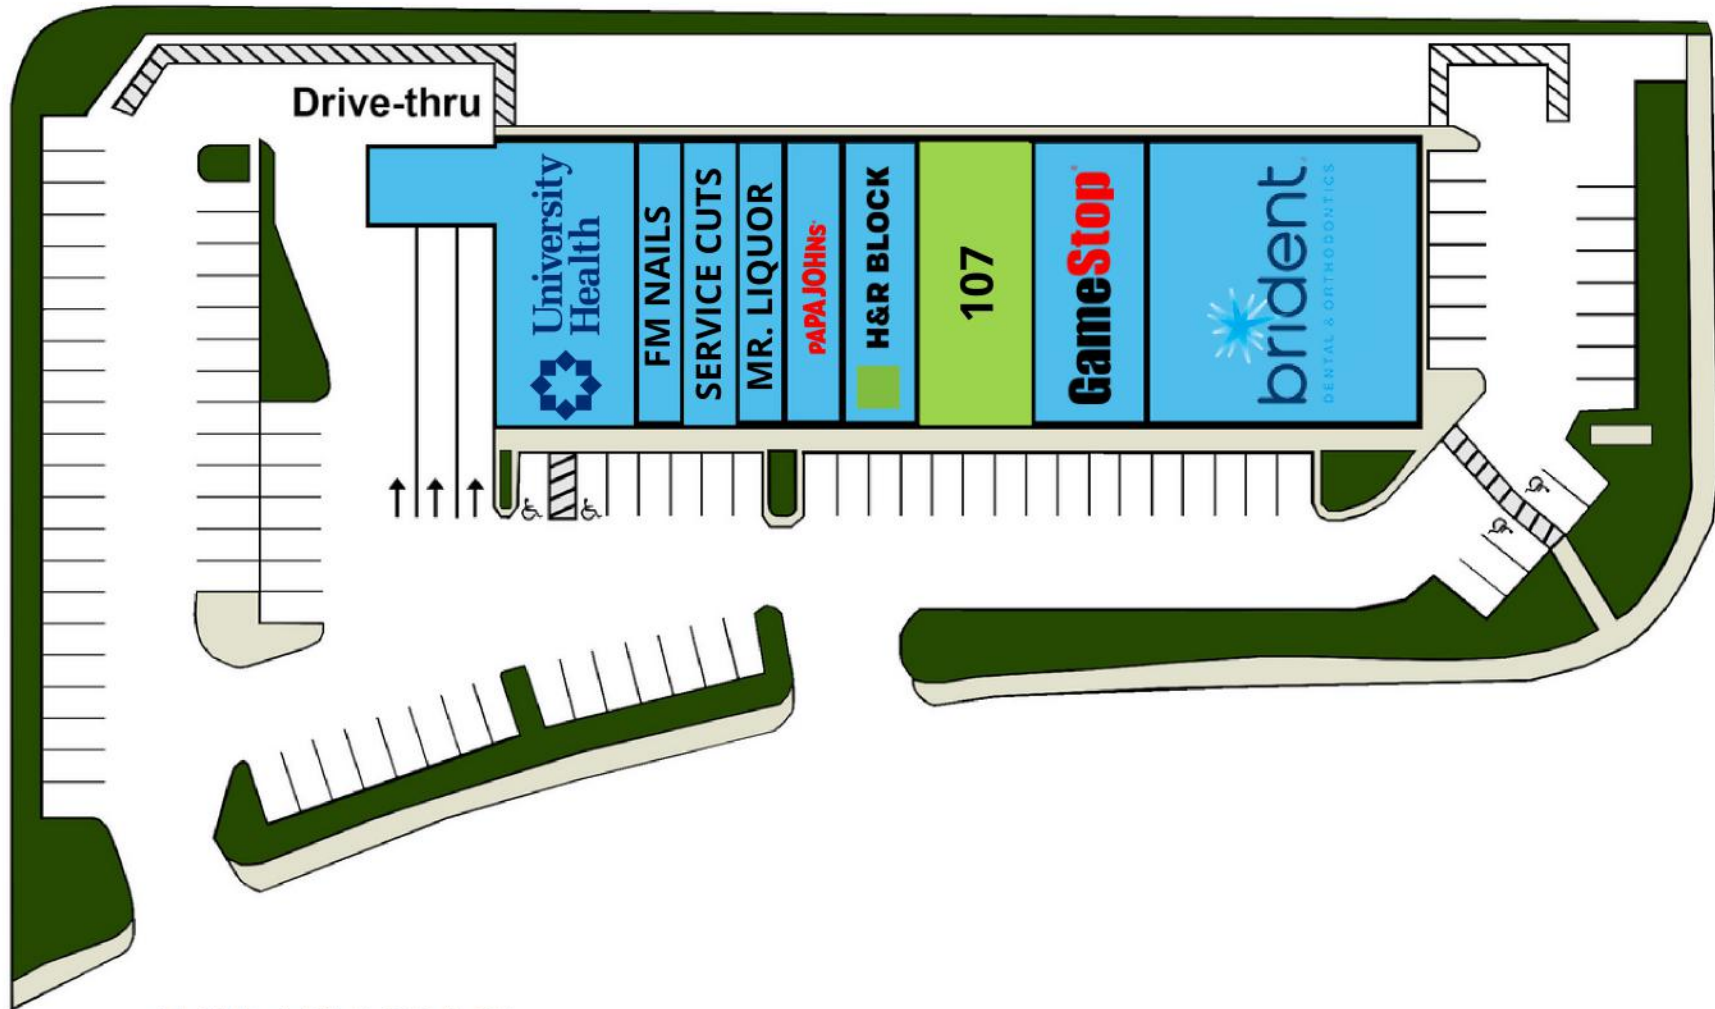 Drive-thru
University
Health
FM NAILS
SERVICE CUTS
MR. LIQUOR
PAPA JOHNS
H&R BLOCK
107
GameStop
brident
DENTAL & ORTHODONTICS